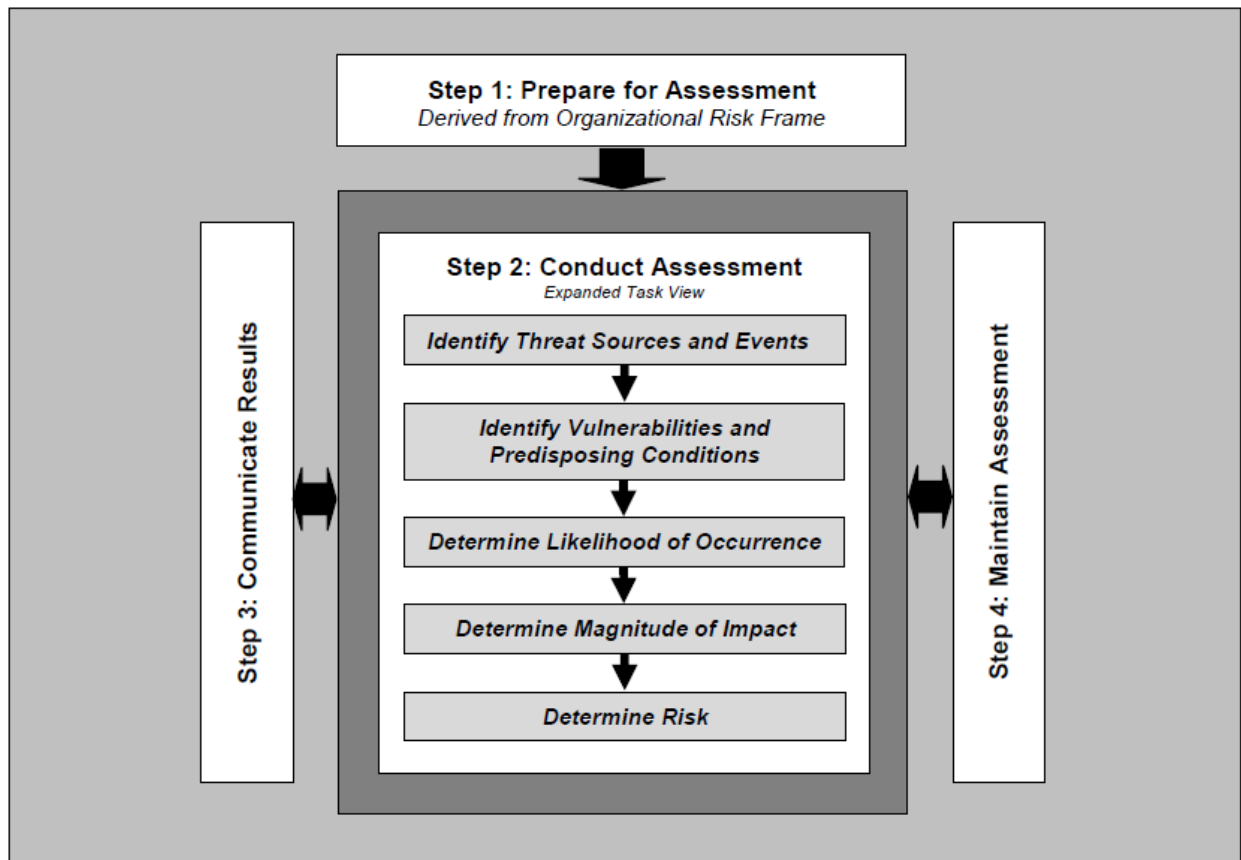 Step 1: Prepare for Assessment
Derived from Organizational Risk Frame
Step 3: Communicate Results
Step 2: Conduct Assessment
Expanded Task View
Identify Threat Sources and Events
Identify Vulnerabilities and
Predisposing Conditions
Determine Likelihood of Occurrence
Determine Magnitude of Impact
Determine Risk
Step 4: Maintain Assessment